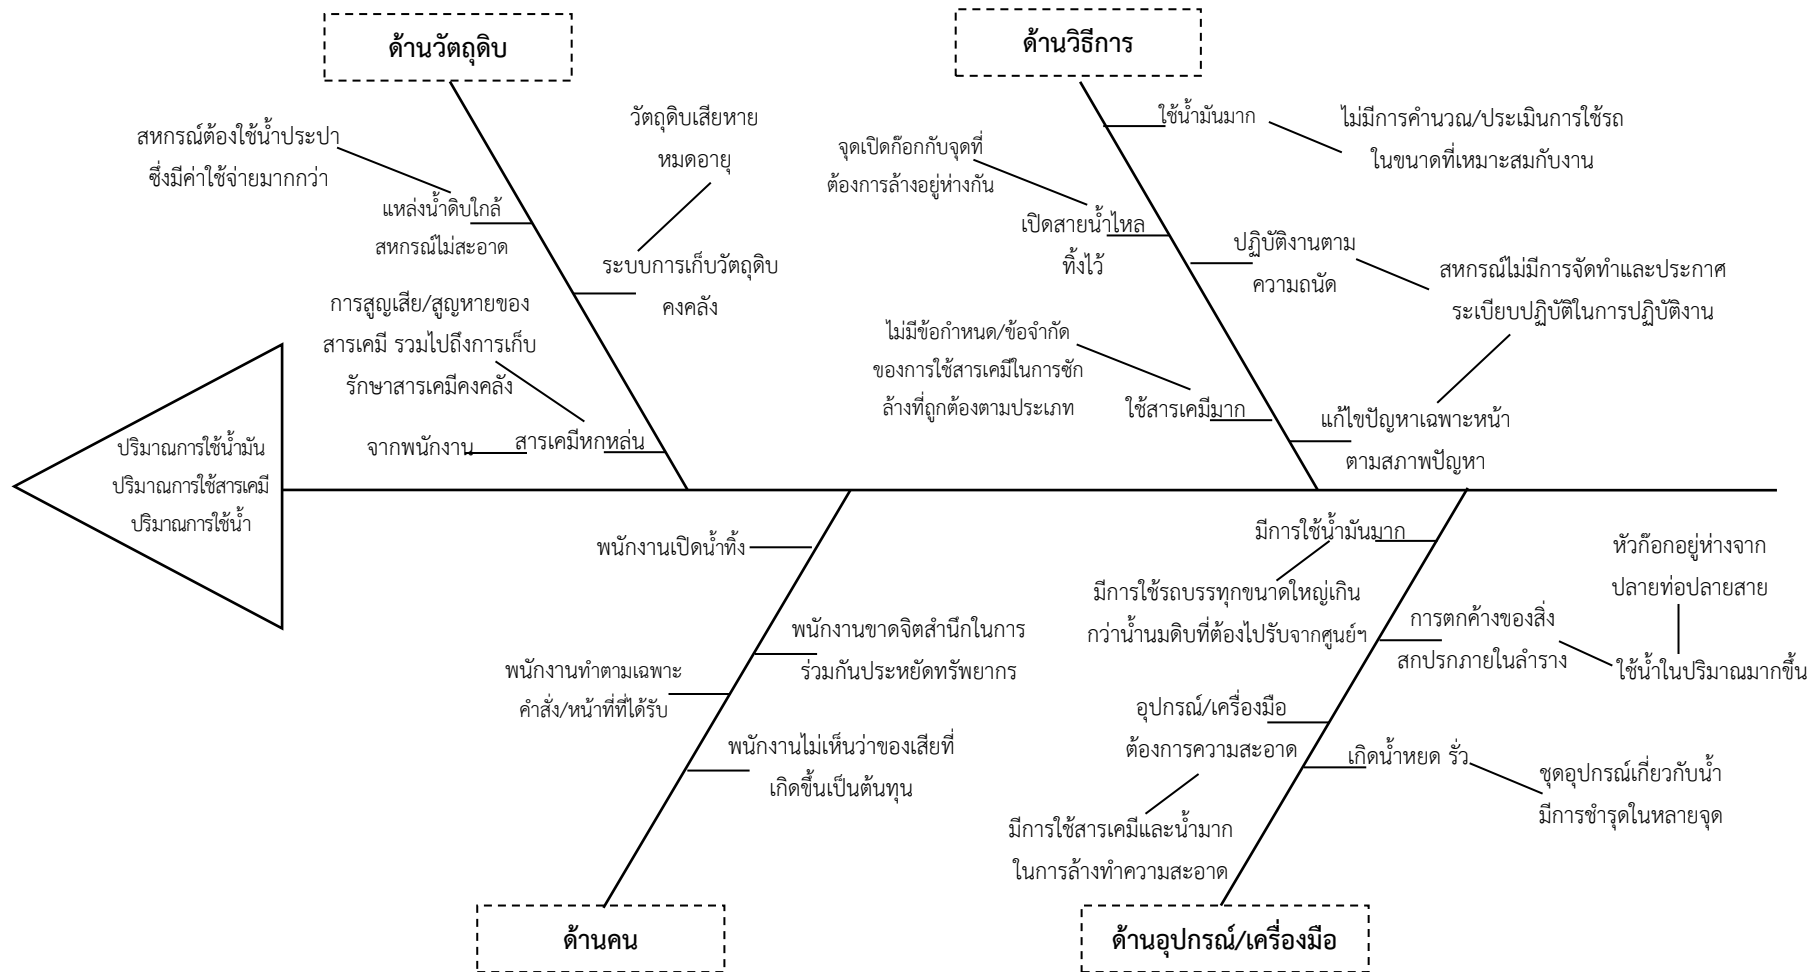 ด้านวัตถุดิบ
ด้านวิธีการ
สหกรณ์ต้องใช้น้ำประปา
ซึ่งมีค่าใช้จ่ายมากกว่า
แหล่งน้ำดิบใกล้
สหกรณ์ไม่สะอาด
วัตถุดิบเสียหาย
หมดอายุ
ระบบการเก็บวัตถุดิบ
คงคลัง
การสูญเสีย/สูญหายของ
สารเคมี รวมไปถึงการเก็บ
รักษาสารเคมีคงคลัง
จากพนักงาน
สารเคมีหกหล่น
ใช้น้ำมันมาก
ไม่มีการคำนวณ/ประเมินการใช้รถ
ในขนาดที่เหมาะสมกับงาน
จุดเปิดก๊อกกับจุดที่
ต้องการล้างอยู่ห่างกัน
เปิดสายน้ำไหล
ทิ้งไว้
ปฏิบัติงานตาม
ความถนัด
สหกรณ์ไม่มีการจัดทำและประกาศ
ระเบียบปฏิบัติในการปฏิบัติงาน
ไม่มีข้อกำหนด/ข้อจำกัด
ของการใช้สารเคมีในการซัก
ล้างที่ถูกต้องตามประเภท
ใช้สารเคมีมาก
แก้ไขปัญหาเฉพาะหน้า
ตามสภาพปัญหา
ปริมาณการใช้น้ำมัน
ปริมาณการใช้สารเคมี
ปริมาณการใช้น้ำ
พนักงานเปิดน้ำทิ้ง
พนักงานขาดจิตสำนึกในการ
ร่วมกันประหยัดทรัพยากร
พนักงานทำตามเฉพาะ
คำสั่ง/หน้าที่ที่ได้รับ
พนักงานไม่เห็นว่าของเสียที่
เกิดขึ้นเป็นต้นทุน
มีการใช้น้ำมันมาก
มีการใช้รถบรรทุกขนาดใหญ่เกิน
กว่าน้ำนมดิบที่ต้องไปรับจากศูนย์ฯ
หัวก๊อกอยู่ห่างจาก
ปลายท่อปลายสาย
การตกค้างของสิ่ง
สกปรกภายในลำราง
ใช้น้ำในปริมาณมากขึ้น
อุปกรณ์/เครื่องมือ
ต้องการความสะอาด
เกิดน้ำหยด รั่ว
ชุดอุปกรณ์เกี่ยวกับน้ำ
มีการชำรุดในหลายจุด
มีการใช้สารเคมีและน้ำมาก
ในการล้างทำความสะอาด
ด้านคน
ด้านอุปกรณ์/เครื่องมือ